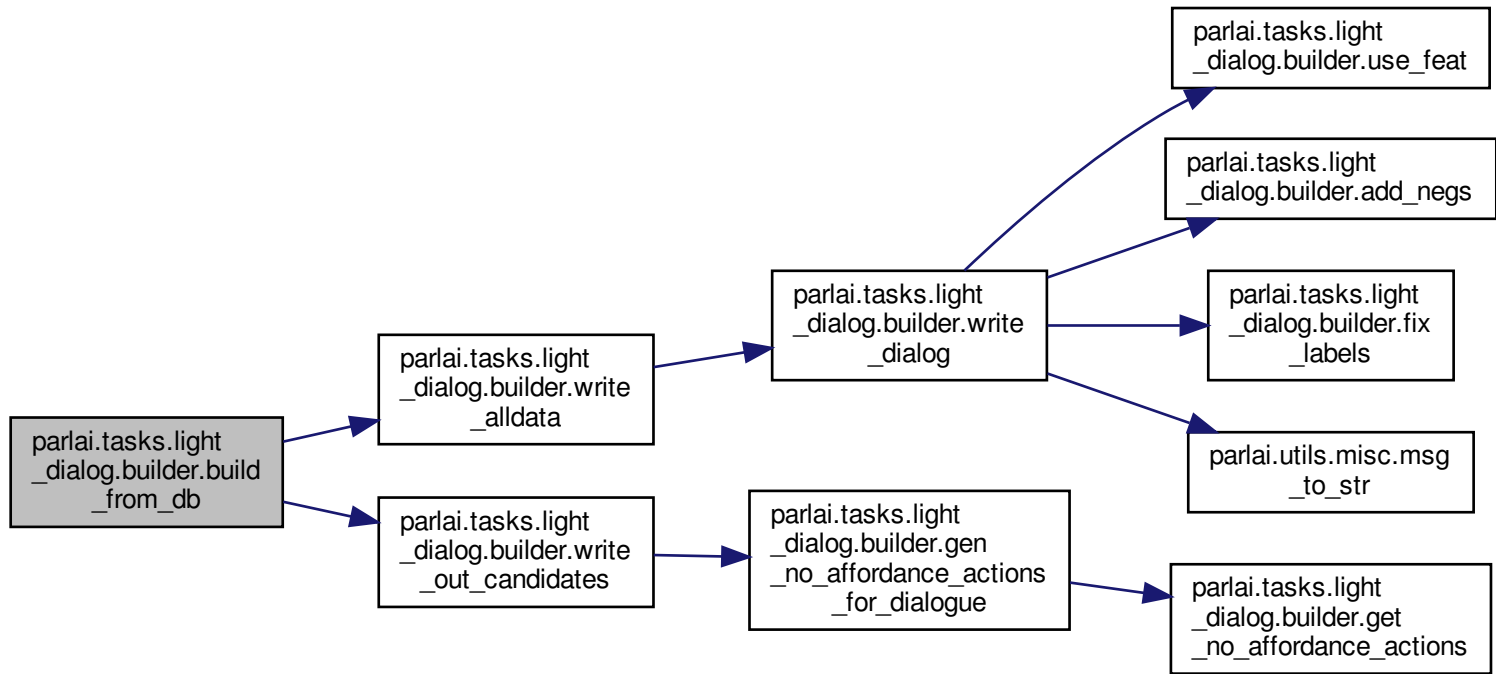 parlai.tasks.light
_dialog.builder.build
_from_db
parlai.tasks.light
_dialog.builder.write
_alldata
parlai.tasks.light
_dialog.builder.write
_out_candidates
parlai.tasks.light
_dialog.builder.write
_dialog
parlai.tasks.light
_dialog.builder.gen
_no_affordance_actions
_for_dialogue
parlai.tasks.light
_dialog.builder.use_feat
parlai.tasks.light
_dialog.builder.add_negs
parlai.tasks.light
_dialog.builder.fix
_labels
parlai.utils.misc.msg
_to_str
parlai.tasks.light
_dialog.builder.get
_no_affordance_actions